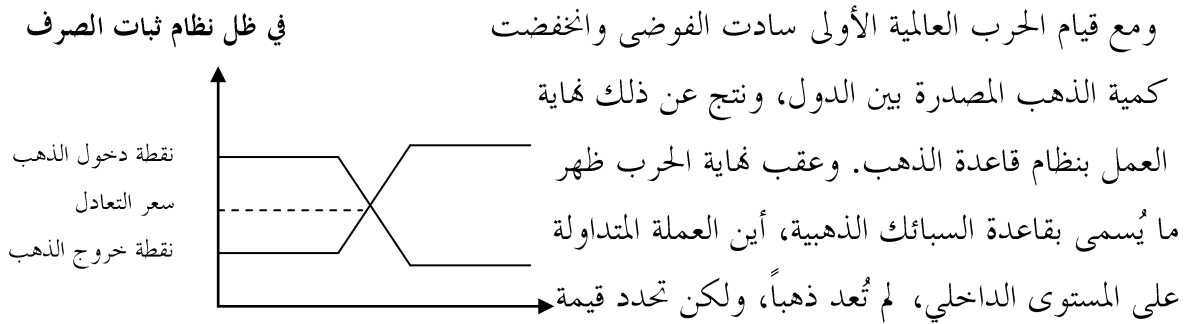 في ظل نظام ثبات الصرف
ومع قيام الحرب العالمية الأولى سادت الفوضى وانخفضت
كمية الذهب المصدرة بين الدول، ونتج عن ذلك نهاية
العمل بنظام قاعدة الذهب. وعقب نهاية الحرب ظهر
ما يُسمى بقاعدة السبائك الذهبية، أين العملة المتداولة
على المستوى الداخلي، لم تُعد ذهباً، ولكن تحدد قيمة
نقطة دخول الذهب
سعر التعادل
نقطة خروج الذهب